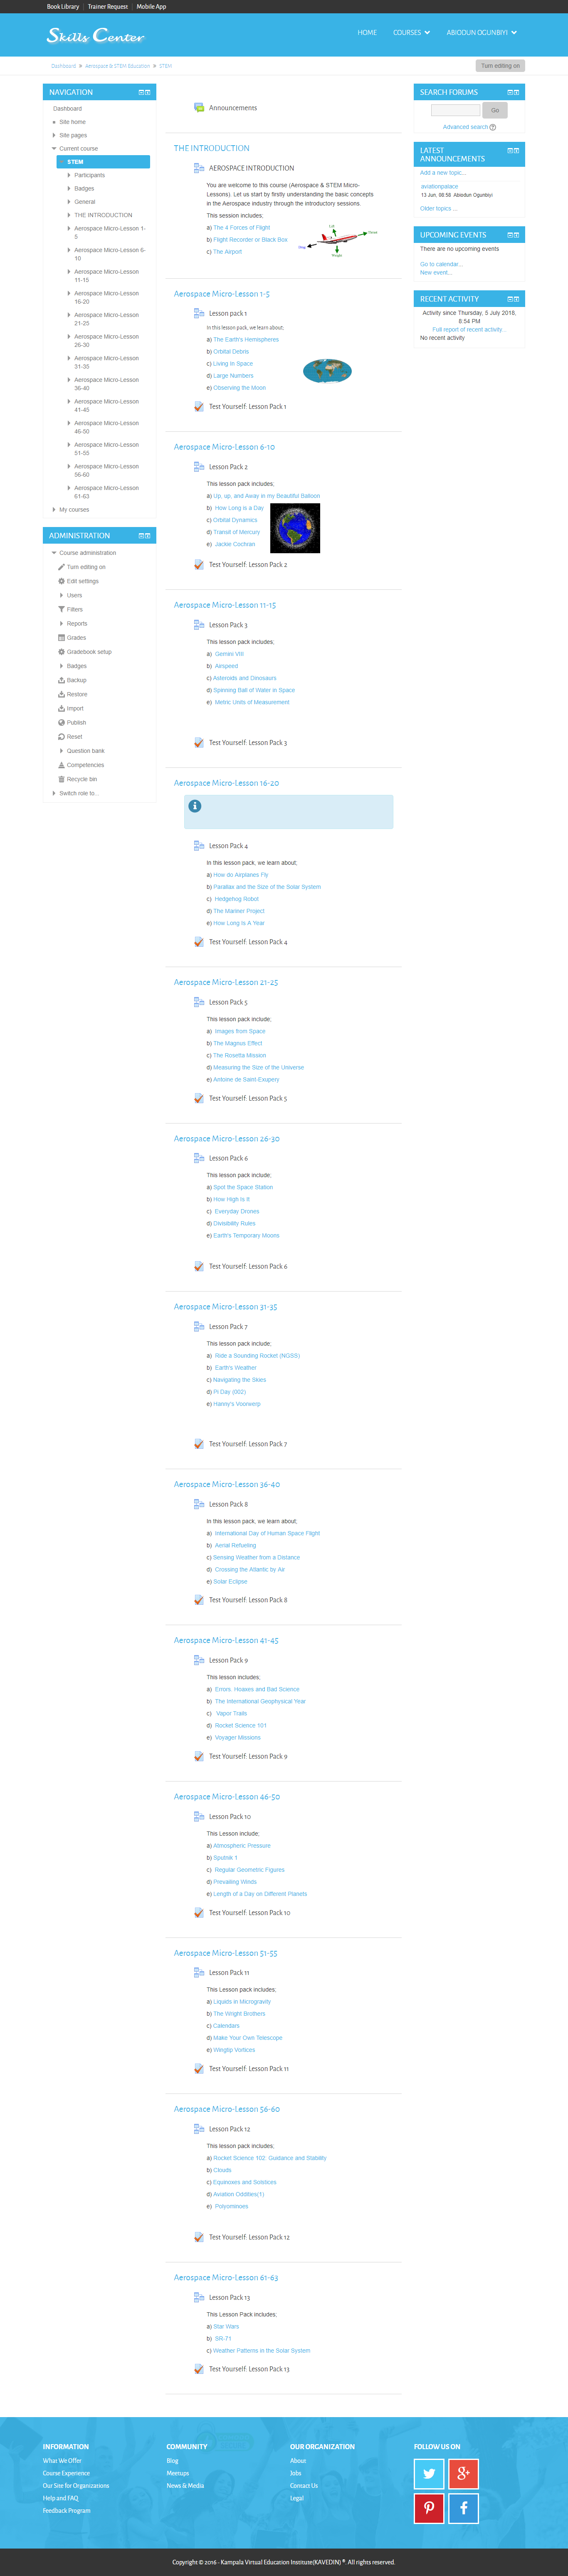 Book Library
Trainer Request
Mobile App
Skills Center
HOME
COURSES
ABIODUN OGUNBIYI
Dashboard
Aerospace & STEM Education
STEM
Turn editing on
NAVIGATION
Dashboard
Site home
Site pages
Current course
STEM
Participants
Badges
General
THE INTRODUCTION
Aerospace Micro-Lesson 1-
5
Aerospace Micro-Lesson 6-
10
Aerospace Micro-Lesson
11-15
Aerospace Micro-Lesson
16-20
Aerospace Micro-Lesson
21-25
Aerospace Micro-Lesson
26-30
Aerospace Micro-Lesson
31-35
Aerospace Micro-Lesson
36-40
Aerospace Micro-Lesson
41-45
Aerospace Micro-Lesson
46-50
Aerospace Micro-Lesson
51-55
Aerospace Micro-Lesson
56-60
Aerospace Micro-Lesson
61-63
My courses
ADMINISTRATION
Course administration
Turn editing on
Edit settings
Users
Filters
Reports
Grades
Gradebook setup
Badges
Backup
Restore
Import
Publish
Reset
Question bank
Competencies
Recycle bin
Switch role to...
Announcements
THE INTRODUCTION
AEROSPACE INTRODUCTION
You are welcome to this course (Aerospace & STEM Micro-
Lessons). Let us start by firstly understanding the basic concepts
in the Aerospace industry through the introductory sessions.
This session includes;
a) The 4 Forces of Flight
b) Flight Recorder or Black Box
c) The Airport
Lift
Thrust
Drag
Weight
Aerospace Micro-Lesson 1-5
Lesson pack 1
In this lesson pack, we learn about;
a) The Earth's Hemispheres
b) Orbital Debris
c) Living In Space
d) Large Numbers
e) Observing the Moon
Test Yourself: Lesson Pack 1
Aerospace Micro-Lesson 6-10
Lesson Pack 2
This lesson pack includes;
a) Up, up, and Away in my Beautiful Balloon
b) How Long is a Day
c) Orbital Dynamics
d) Transit of Mercury
e) Jackie Cochran
Test Yourself: Lesson Pack 2
Aerospace Micro-Lesson 11-15
Lesson Pack 3
This lesson pack includes;
a) Gemini VIII
b) Airspeed
c) Asteroids and Dinosaurs
d) Spinning Ball of Water in Space
e) Metric Units of Measurement
Test Yourself: Lesson Pack 3
Aerospace Micro-Lesson 16-20
Lesson Pack 4
In this lesson pack, we learn about;
a) How do Airplanes Fly
b) Parallax and the Size of the Solar System
c) Hedgehog Robot
d) The Mariner Project
e) How Long Is A Year
Test Yourself: Lesson Pack 4
Aerospace Micro-Lesson 21-25
Lesson Pack 5
This lesson pack include;
a) Images from Space
b) The Magnus Effect
c) The Rosetta Mission
d) Measuring the Size of the Universe
e) Antoine de Saint-Exupery
Test Yourself: Lesson Pack 5
Aerospace Micro-Lesson 26-30
Lesson Pack 6
This lesson pack include;
a) Spot the Space Station
b) How High Is It
c) Everyday Drones
d) Divisibility Rules
e) Earth's Temporary Moons
Test Yourself: Lesson Pack 6
Aerospace Micro-Lesson 31-35
Lesson Pack 7
This lesson pack include;
a) Ride a Sounding Rocket (NGSS)
b) Earth's Weather
c) Navigating the Skies
d) Pi Day (002)
e) Hanny's Voorwerp
Test Yourself: Lesson Pack 7
Aerospace Micro-Lesson 36-40
Lesson Pack 8
In this lesson pack, we learn about;
a) International Day of Human Space Flight
b) Aerial Refueling
c) Sensing Weather from a Distance
d) Crossing the Atlantic by Air
e) Solar Eclipse
Test Yourself: Lesson Pack 8
Aerospace Micro-Lesson 41-45
Lesson Pack 9
This lesson includes;
a) Errors, Hoaxes and Bad Science
b) The International Geophysical Year
c) Vapor Trails
d) Rocket Science 101
e) Voyager Missions
Test Yourself: Lesson Pack 9
Aerospace Micro-Lesson 46-50
Lesson Pack 10
This Lesson include;
a) Atmospheric Pressure
b) Sputnik 1
c) Regular Geometric Figures
d) Prevailing Winds
e) Length of a Day on Different Planets
Test Yourself: Lesson Pack 10
Aerospace Micro-Lesson 51-55
Lesson Pack 11
This Lesson pack includes;
a) Liquids in Microgravity
b) The Wright Brothers
c) Calendars
d) Make Your Own Telescope
e) Wingtip Vortices
Test Yourself: Lesson Pack 11
Aerospace Micro-Lesson 56-60
Lesson Pack 12
This lesson pack includes;
a) Rocket Science 102: Guidance and Stability
b) Clouds
c) Equinoxes and Solstices
d) Aviation Oddities(1)
e) Polyominoes
Test Yourself: Lesson Pack 12
Aerospace Micro-Lesson 61-63
Lesson Pack 13
This Lesson Pack includes;
a) Star Wars
b) SR-71
c) Weather Patterns in the Solar System
Test Yourself: Lesson Pack 13
SEARCH FORUMS
Go
Advanced search
LATEST
ANNOUNCEMENTS
Add a new topic...
aviationpalace
13 Jun, 08:58 Abiodun Ogunbiyi
Older topics ...
UPCOMING EVENTS
There are no upcoming events
Go to calendar...
New event...
RECENT ACTIVITY
Activity since Thursday, 5 July 2018,
8:54 PM
Full report of recent activity...
No recent activity
INFORMATION
What We Offer
Course Experience
Our Site for Organizations
Help and FAQ
Feedback Program
COMMUNITY
Blog
Meetups
News & Media
OUR ORGANIZATION
About
Jobs
Contact Us
Legal
FOLLOW US ON
Copyright © 2016 - Kampala Virtual Education Institute(KAVEDIN) ®. All rights reserved.